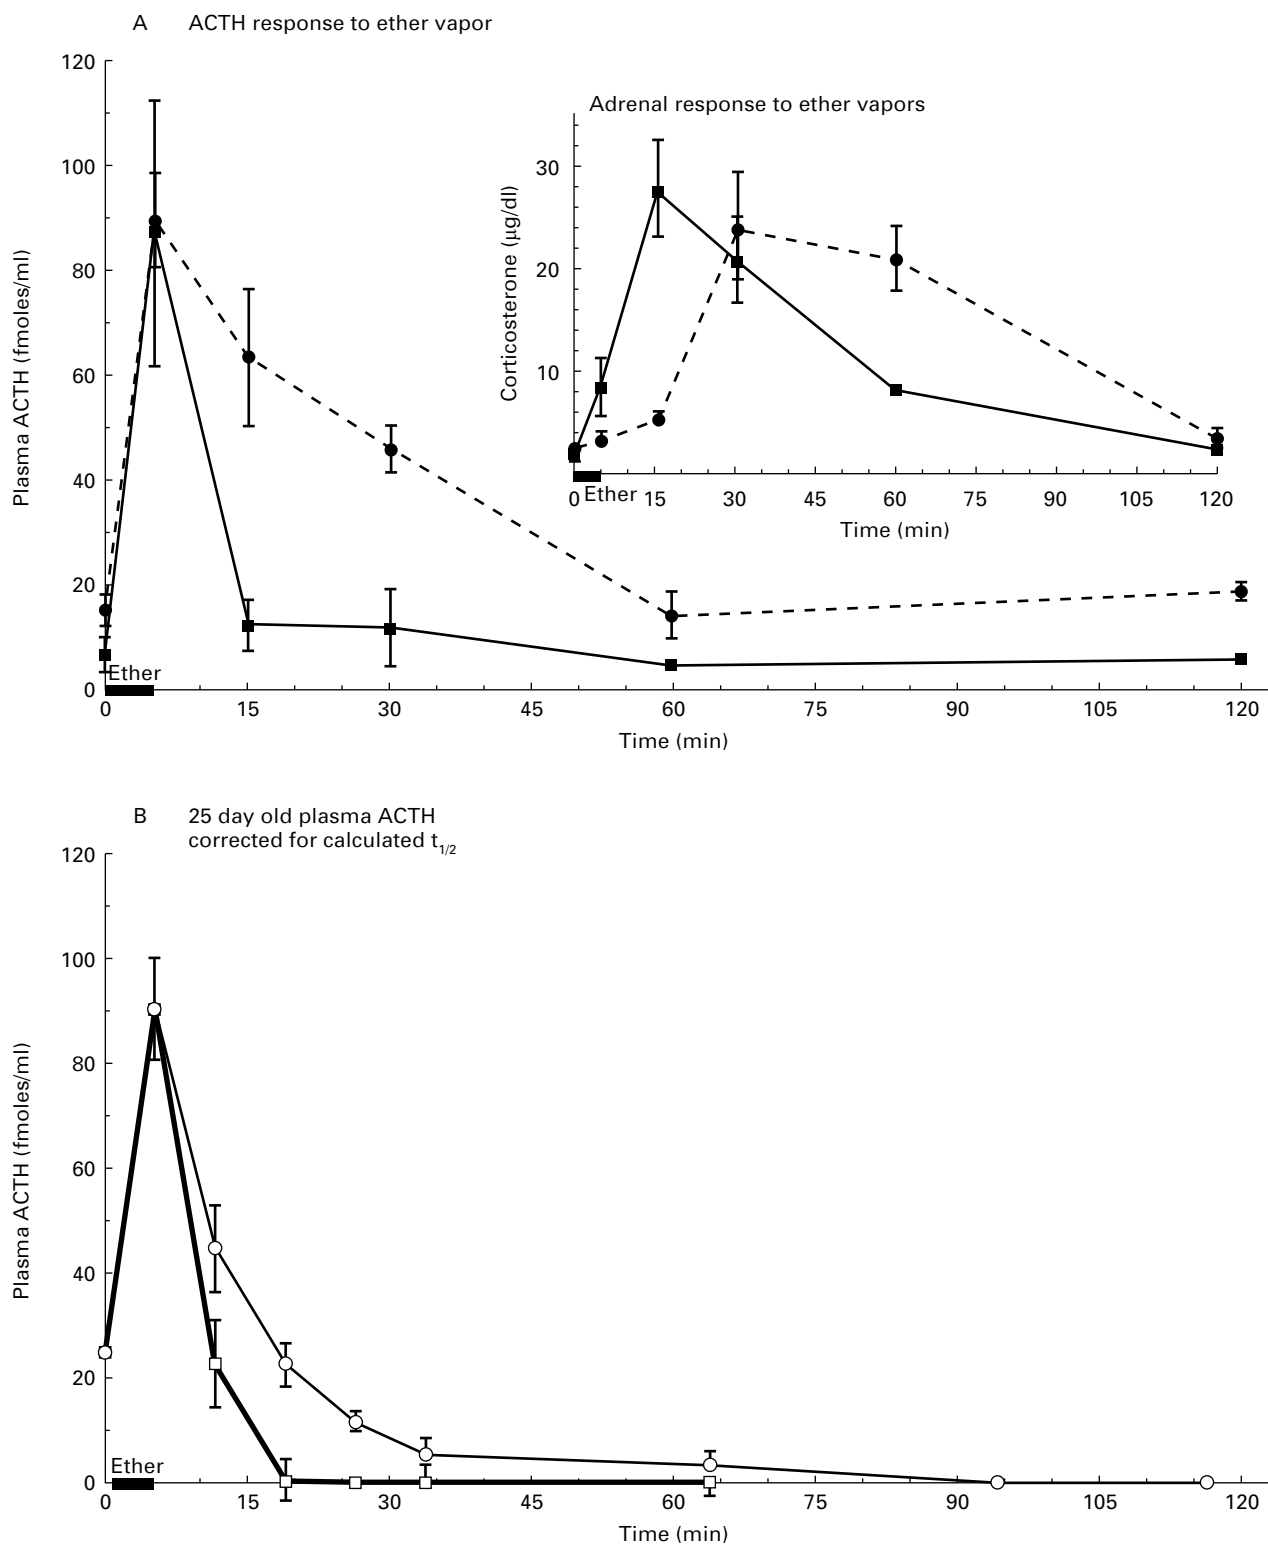 A ACTH response to ether vapor
120
100
80
60
40
20
0
Plasma ACTH (fmoles/ml)
Ether
0 15 30 45 60 75 90 105 120
Time (min)
Adrenal response to ether vapors
30
20
10
Corticosterone (µg/dl)
Ether
0 15 30 45 60 75 90 105 120
Time (min)
B 25 day old plasma ACTH
corrected for calculated t1/2
120
100
80
60
40
20
0
Plasma ACTH (fmoles/ml)
Ether
0 15 30 45 60 75 90 105 120
Time (min)